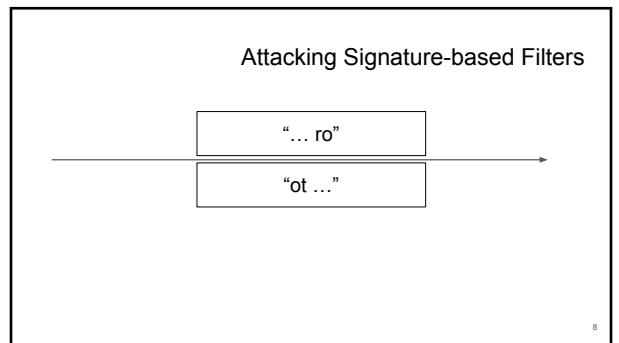 Attacking Signature-based Filters
“… ro”
“ot …”
8